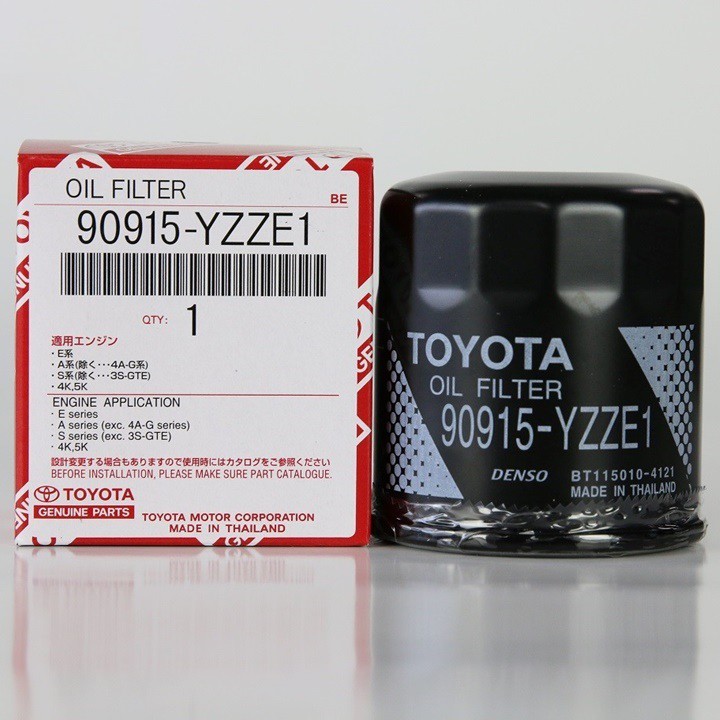 OIL FILTER
BE
90915-YZZE1
QTY: 1
適用エンジン
・E系
・A系(除く･･･4A-G系)
・S系(除く･･･3S-GTE)
・4K,5K
ENGINE APPLICATION
・E series
・A series (exc. 4A-G series)
・S series (exc. 3S-GTE)
・4K,5K
設計変更する場合もありますので使用時にはカタログをご参照ください
BEFORE INSTALLATION, PLEASE MAKE SURE PART CATALOGUE.
TOYOTA
GENUINE PARTS
TOYOTA MOTOR CORPORATION
MADE IN THAILAND
TOYOTA
OIL FILTER
90915-YZZE1
DENSO
BT115010-4121
MADE IN THAILAND